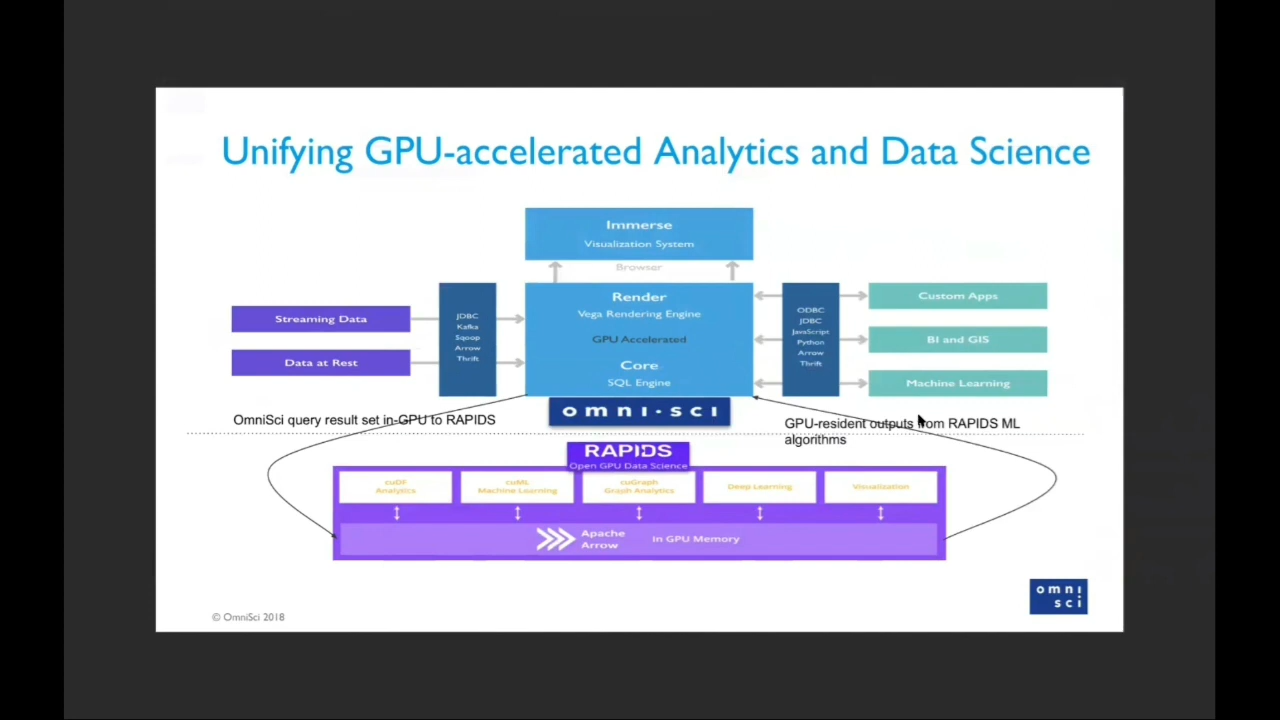 Unifying GPU-accelerated Analytics and Data Science
Immerse
Visualization System
Browser
Streaming Data
Data at Rest
JDBC
Kafka
Sqoop
Arrow
Thrift
Render
Vega Rendering Engine
GPU Accelerated
Core
SQL Engine
ODBC
JDBC
JavaScript
Python
Arrow
Thrift
Custom Apps
BI and GIS
Machine Learning
omni·sci
OmniSci query result set in-GPU to RAPIDS
GPU-resident outputs from RAPIDS ML
algorithms
RAPIDS
Open GPU Data Science
cuDF
Analytics
cuML
Machine Learning
cuGraph
Graph Analytics
Deep Learning
Visualization
Apache
Arrow
In GPU Memory
© OmniSci 2018
omni
sci